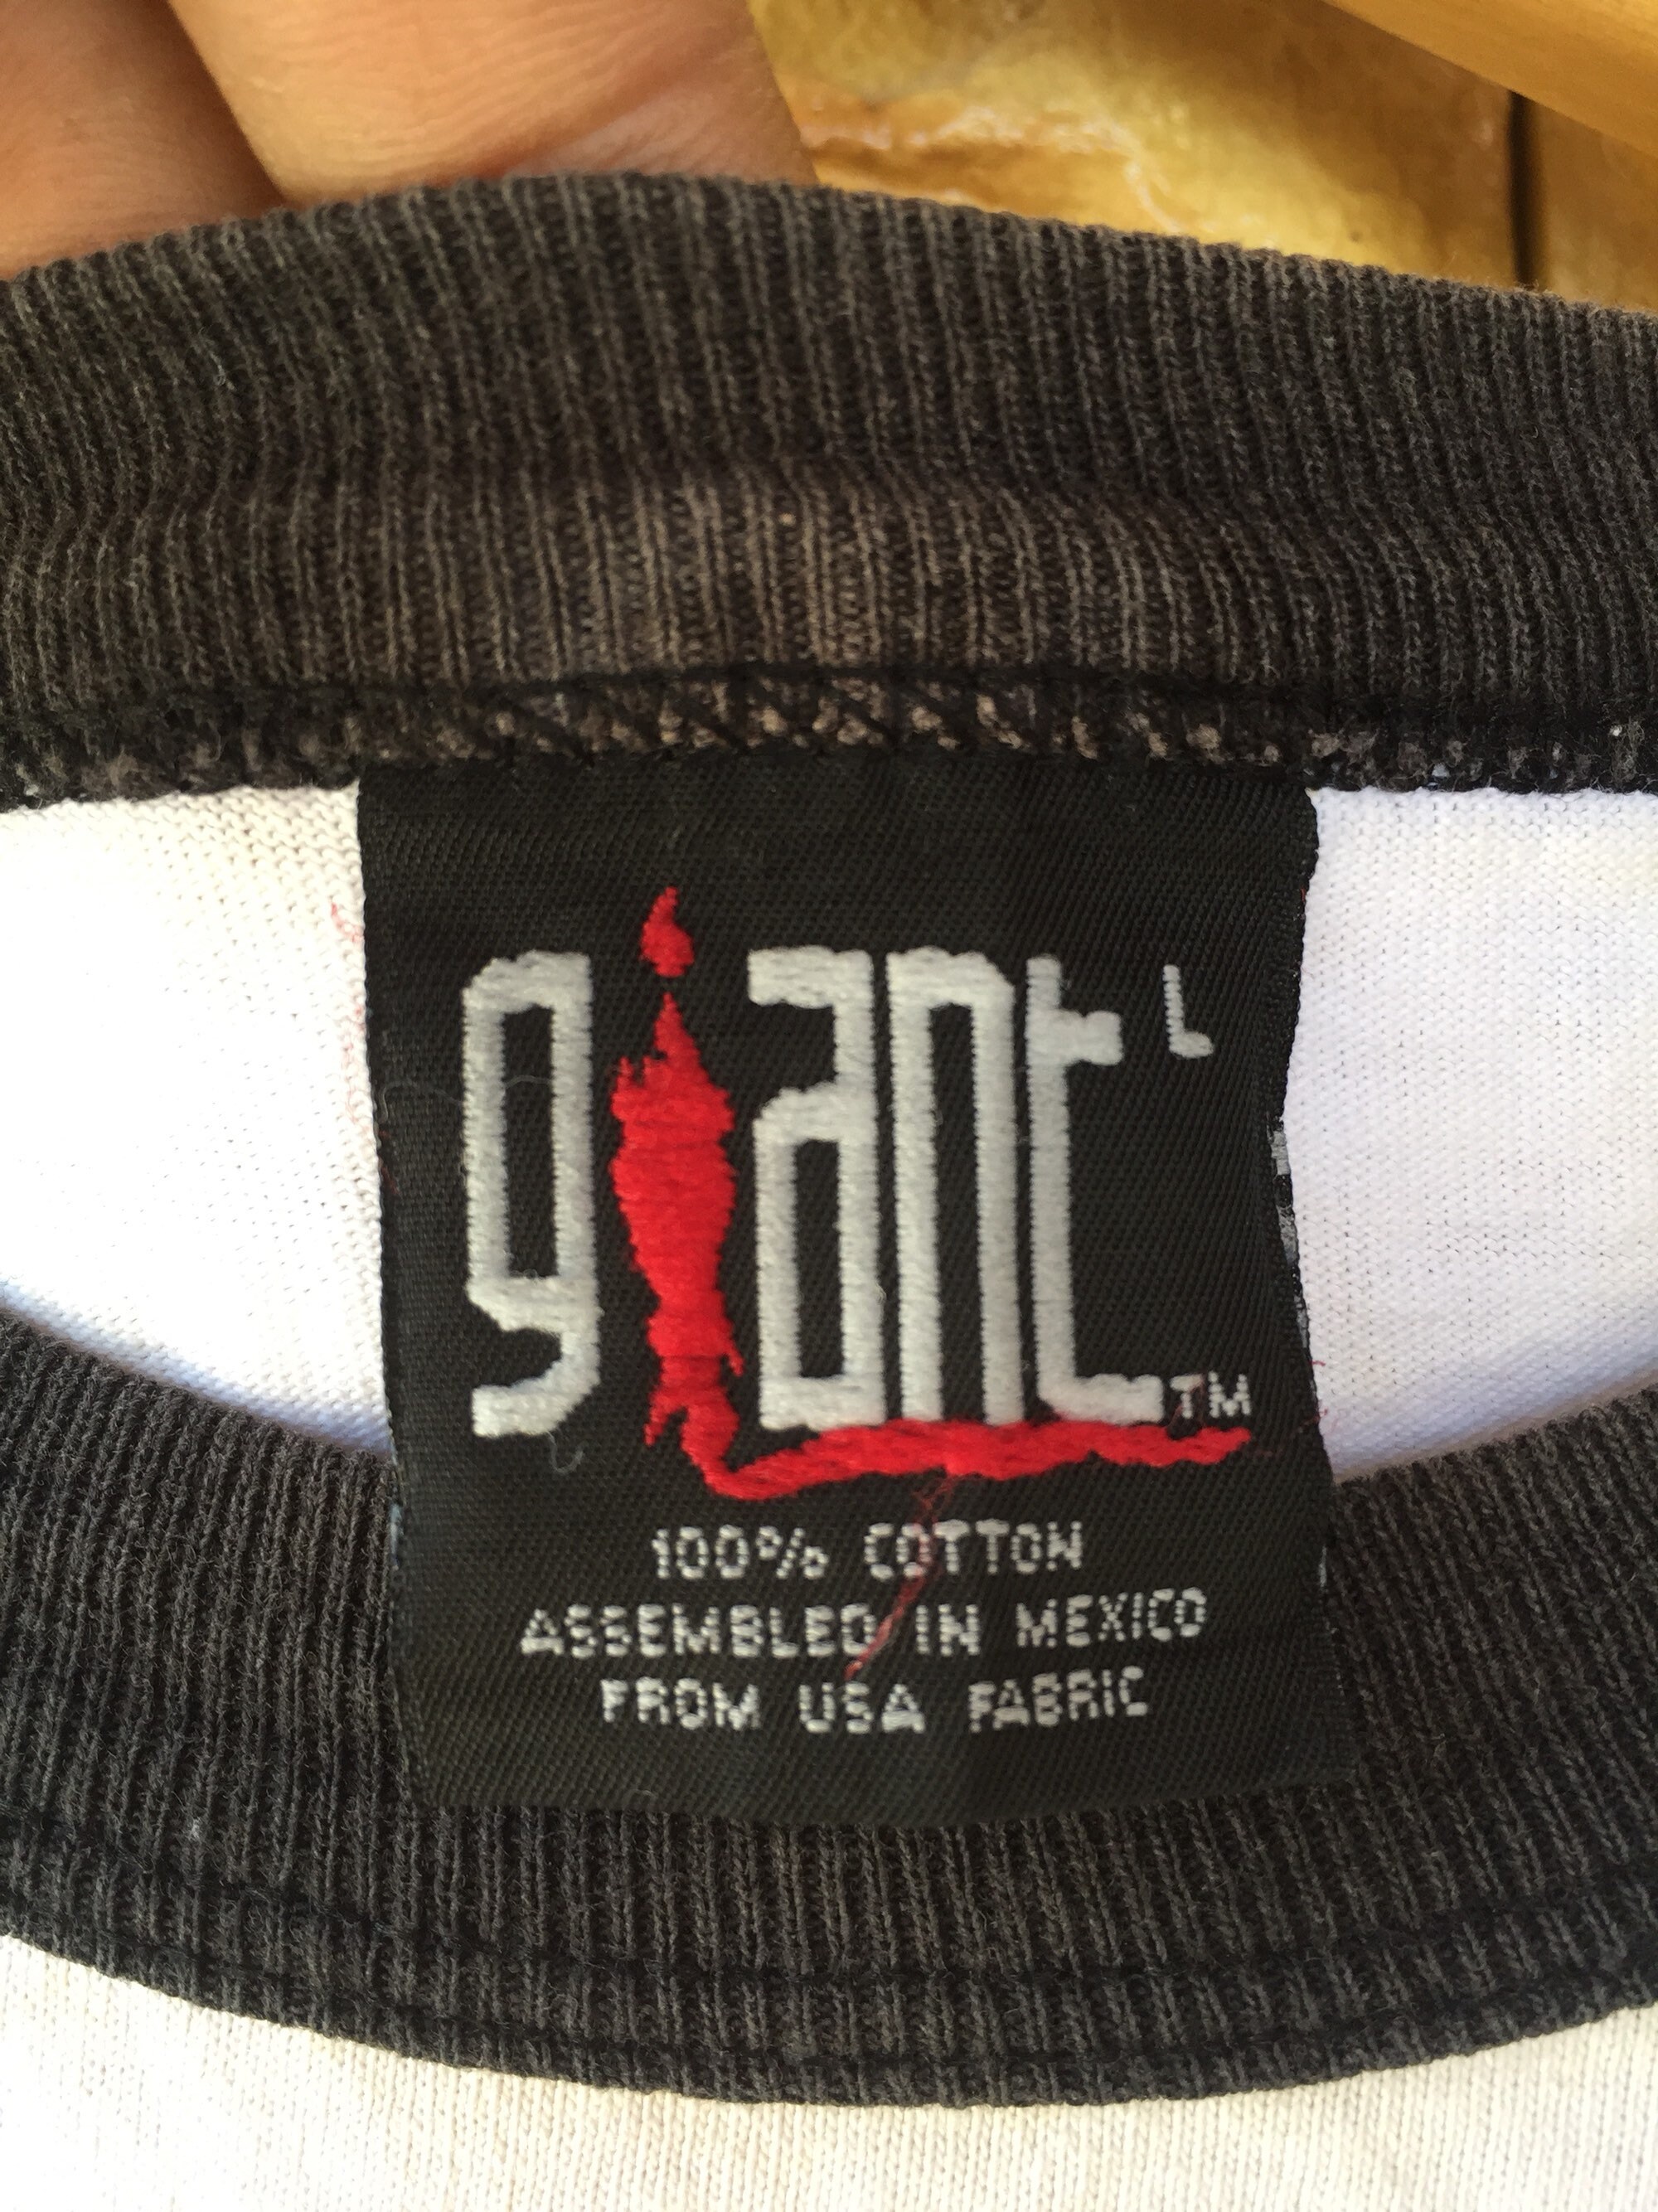 giant L
TM
100% COTTON
ASSEMBLED IN MEXICO
FROM USA FABRIC